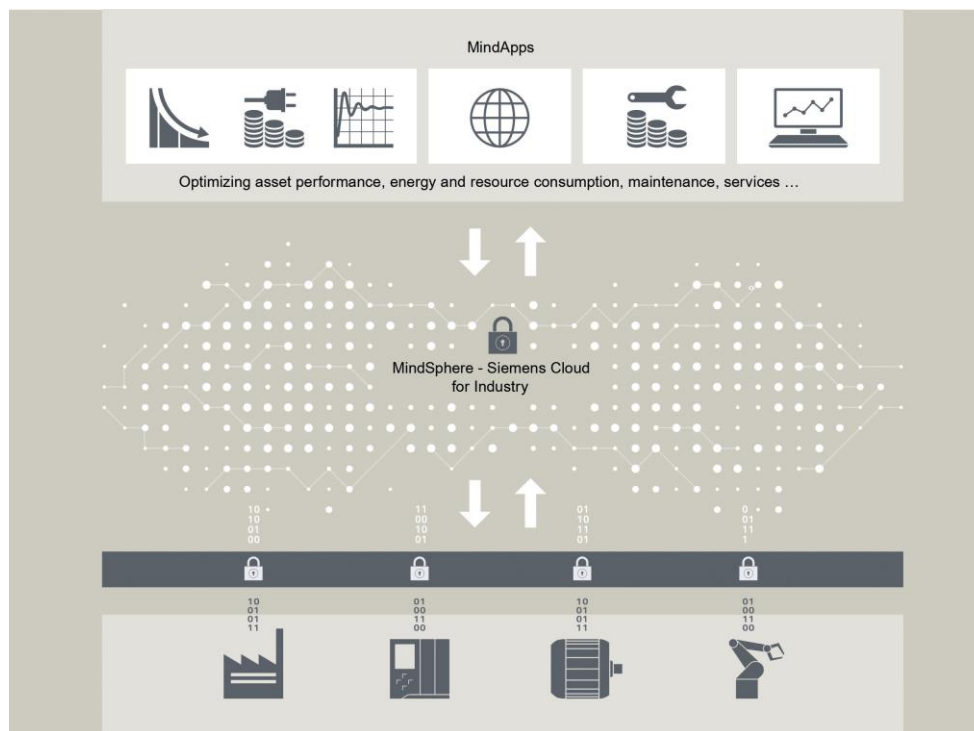 MindApps
Optimizing asset performance, energy and resource consumption, maintenance, services …
MindSphere - Siemens Cloud
for Industry
10 11 01 0
10 00 10 01
01 10 11 11
00 01 01 1
10 01 10 01
01 00 01 00
01 11 01 11
11 00 11 00